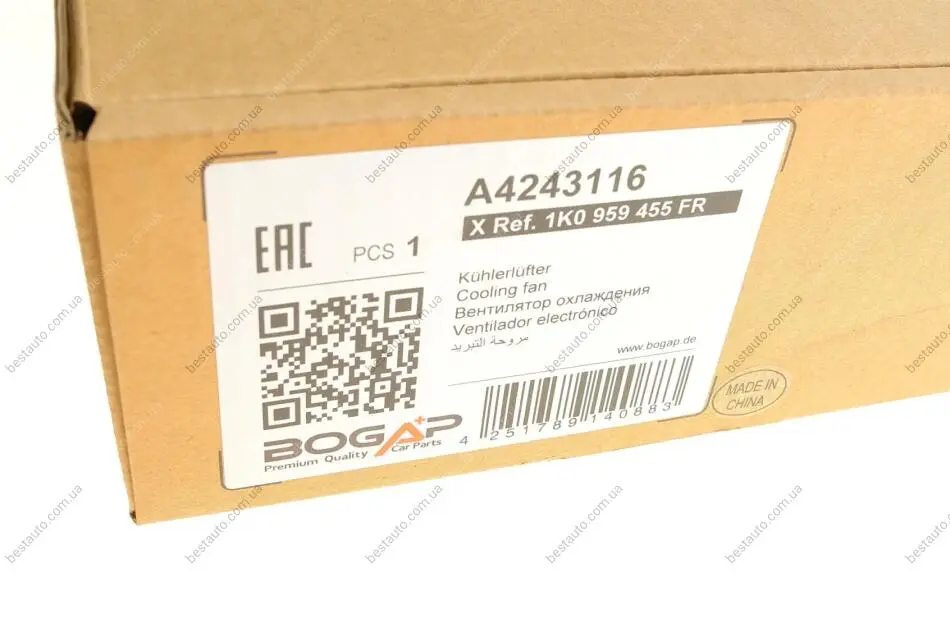 A4243116
X Ref. 1K0 959 455 FR
EAC
PCS 1
Kühlerlüfter
Cooling fan
Вентилятор охлаждения
Ventilador electrónico
مروحة التبريد
www.bogap.de
BOGAP
Premium Quality Car Parts
4 251789 140883
MADE IN
CHINA
bestauto.com.ua